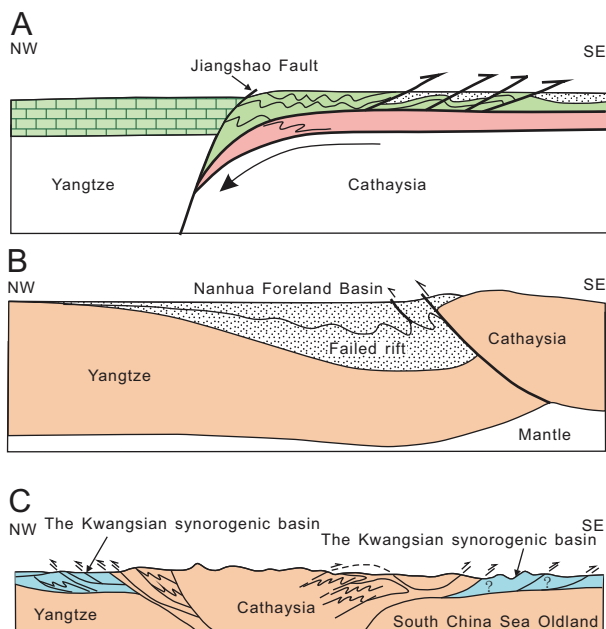 A
NW
SE
Jiangshao Fault
Yangtze
Cathaysia
B
NW
SE
Nanhua Foreland Basin
Failed rift
Cathaysia
Yangtze
Mantle
C
NW
SE
The Kwangsian synorogenic basin
The Kwangsian synorogenic basin
? ?
Yangtze
Cathaysia
South China Sea Oldland